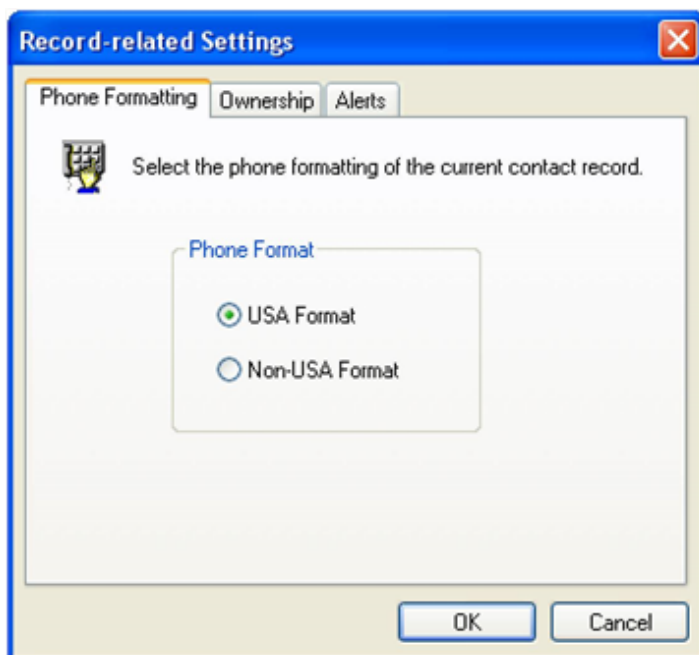 Record-related Settings
Phone Formatting Ownership Alerts
Select the phone formatting of the current contact record.
Phone Format
USA Format
Non-USA Format
OK Cancel